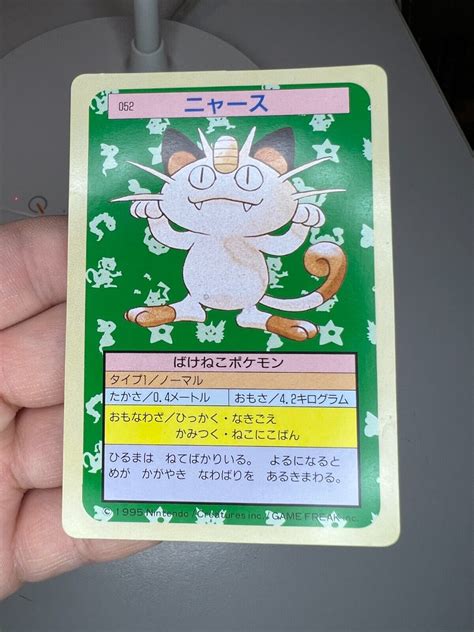 052 ニャース
ばけねこポケモン
タイプ1/ノーマル
たかさ/0.4メートル おもさ/4.2キログラム
おもなわざ/ひっかく・なきごえ
かみつく・ねこにこばん
ひるまは ねてばかりいる。 よるになると
めが かがやき なわばりを あるきまわる。
© 1995 Nintendo/Creatures inc./GAME FREAK inc.